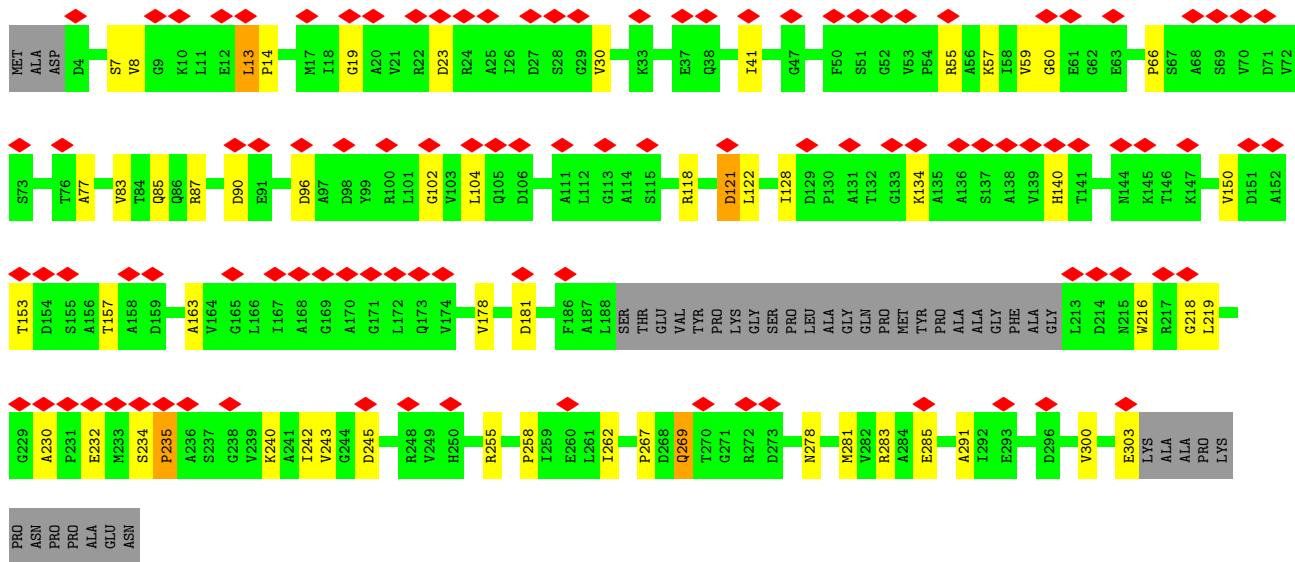 MET ALA ASP D4 S7 V8 G9 K10 L11 E12 L13 P14 M17 I18 G19 A20 V21 R22 D23 R24 A25 I26 D27 S28 G29 V30 K33 E37 Q38 I41 G47 F50 S51 G52 V53 P54 R55 A56 K57 I58 V59 G60 E61 G62 E63 P66 S67 A68 S69 V70 D71 V72
S73 T76 A77 V83 T84 Q85 Q86 R87 D90 E91 D96 A97 D98 Y99 R100 L101 G102 V103 L104 Q105 D106 A111 L112 G113 A114 S115 R118 D121 L122 I128 D129 P130 A131 T132 G133 K134 A135 A136 S137 A138 V139 H140 T141 N144 K145 T146 K147 V150 D151 A152
T153 D154 S155 A156 T157 A158 D159 A163 V164 G165 L166 I167 A168 G169 A170 G171 L172 Q173 V174 V178 D181 F186 A187 L188 SER THR GLU VAL TYR PRO LYS GLY SER PRO LEU ALA GLY GLN PRO MET TYR PRO ALA ALA GLY PHE ALA GLY L213 D214 N215 W216 R217 G218 L219
G229 A230 P231 E232 M233 S234 P235 A236 S237 G238 V239 K240 A241 I242 V243 G244 D245 R248 V249 H250 R255 P258 I259 E260 L261 I262 P267 D268 Q269 T270 G271 R272 D273 N278 M281 V282 R283 A284 E285 A291 I292 E293 D296 V300 E303 LYS ALA ALA PRO LYS
PRO ASN PRO PRO ALA GLU ASN